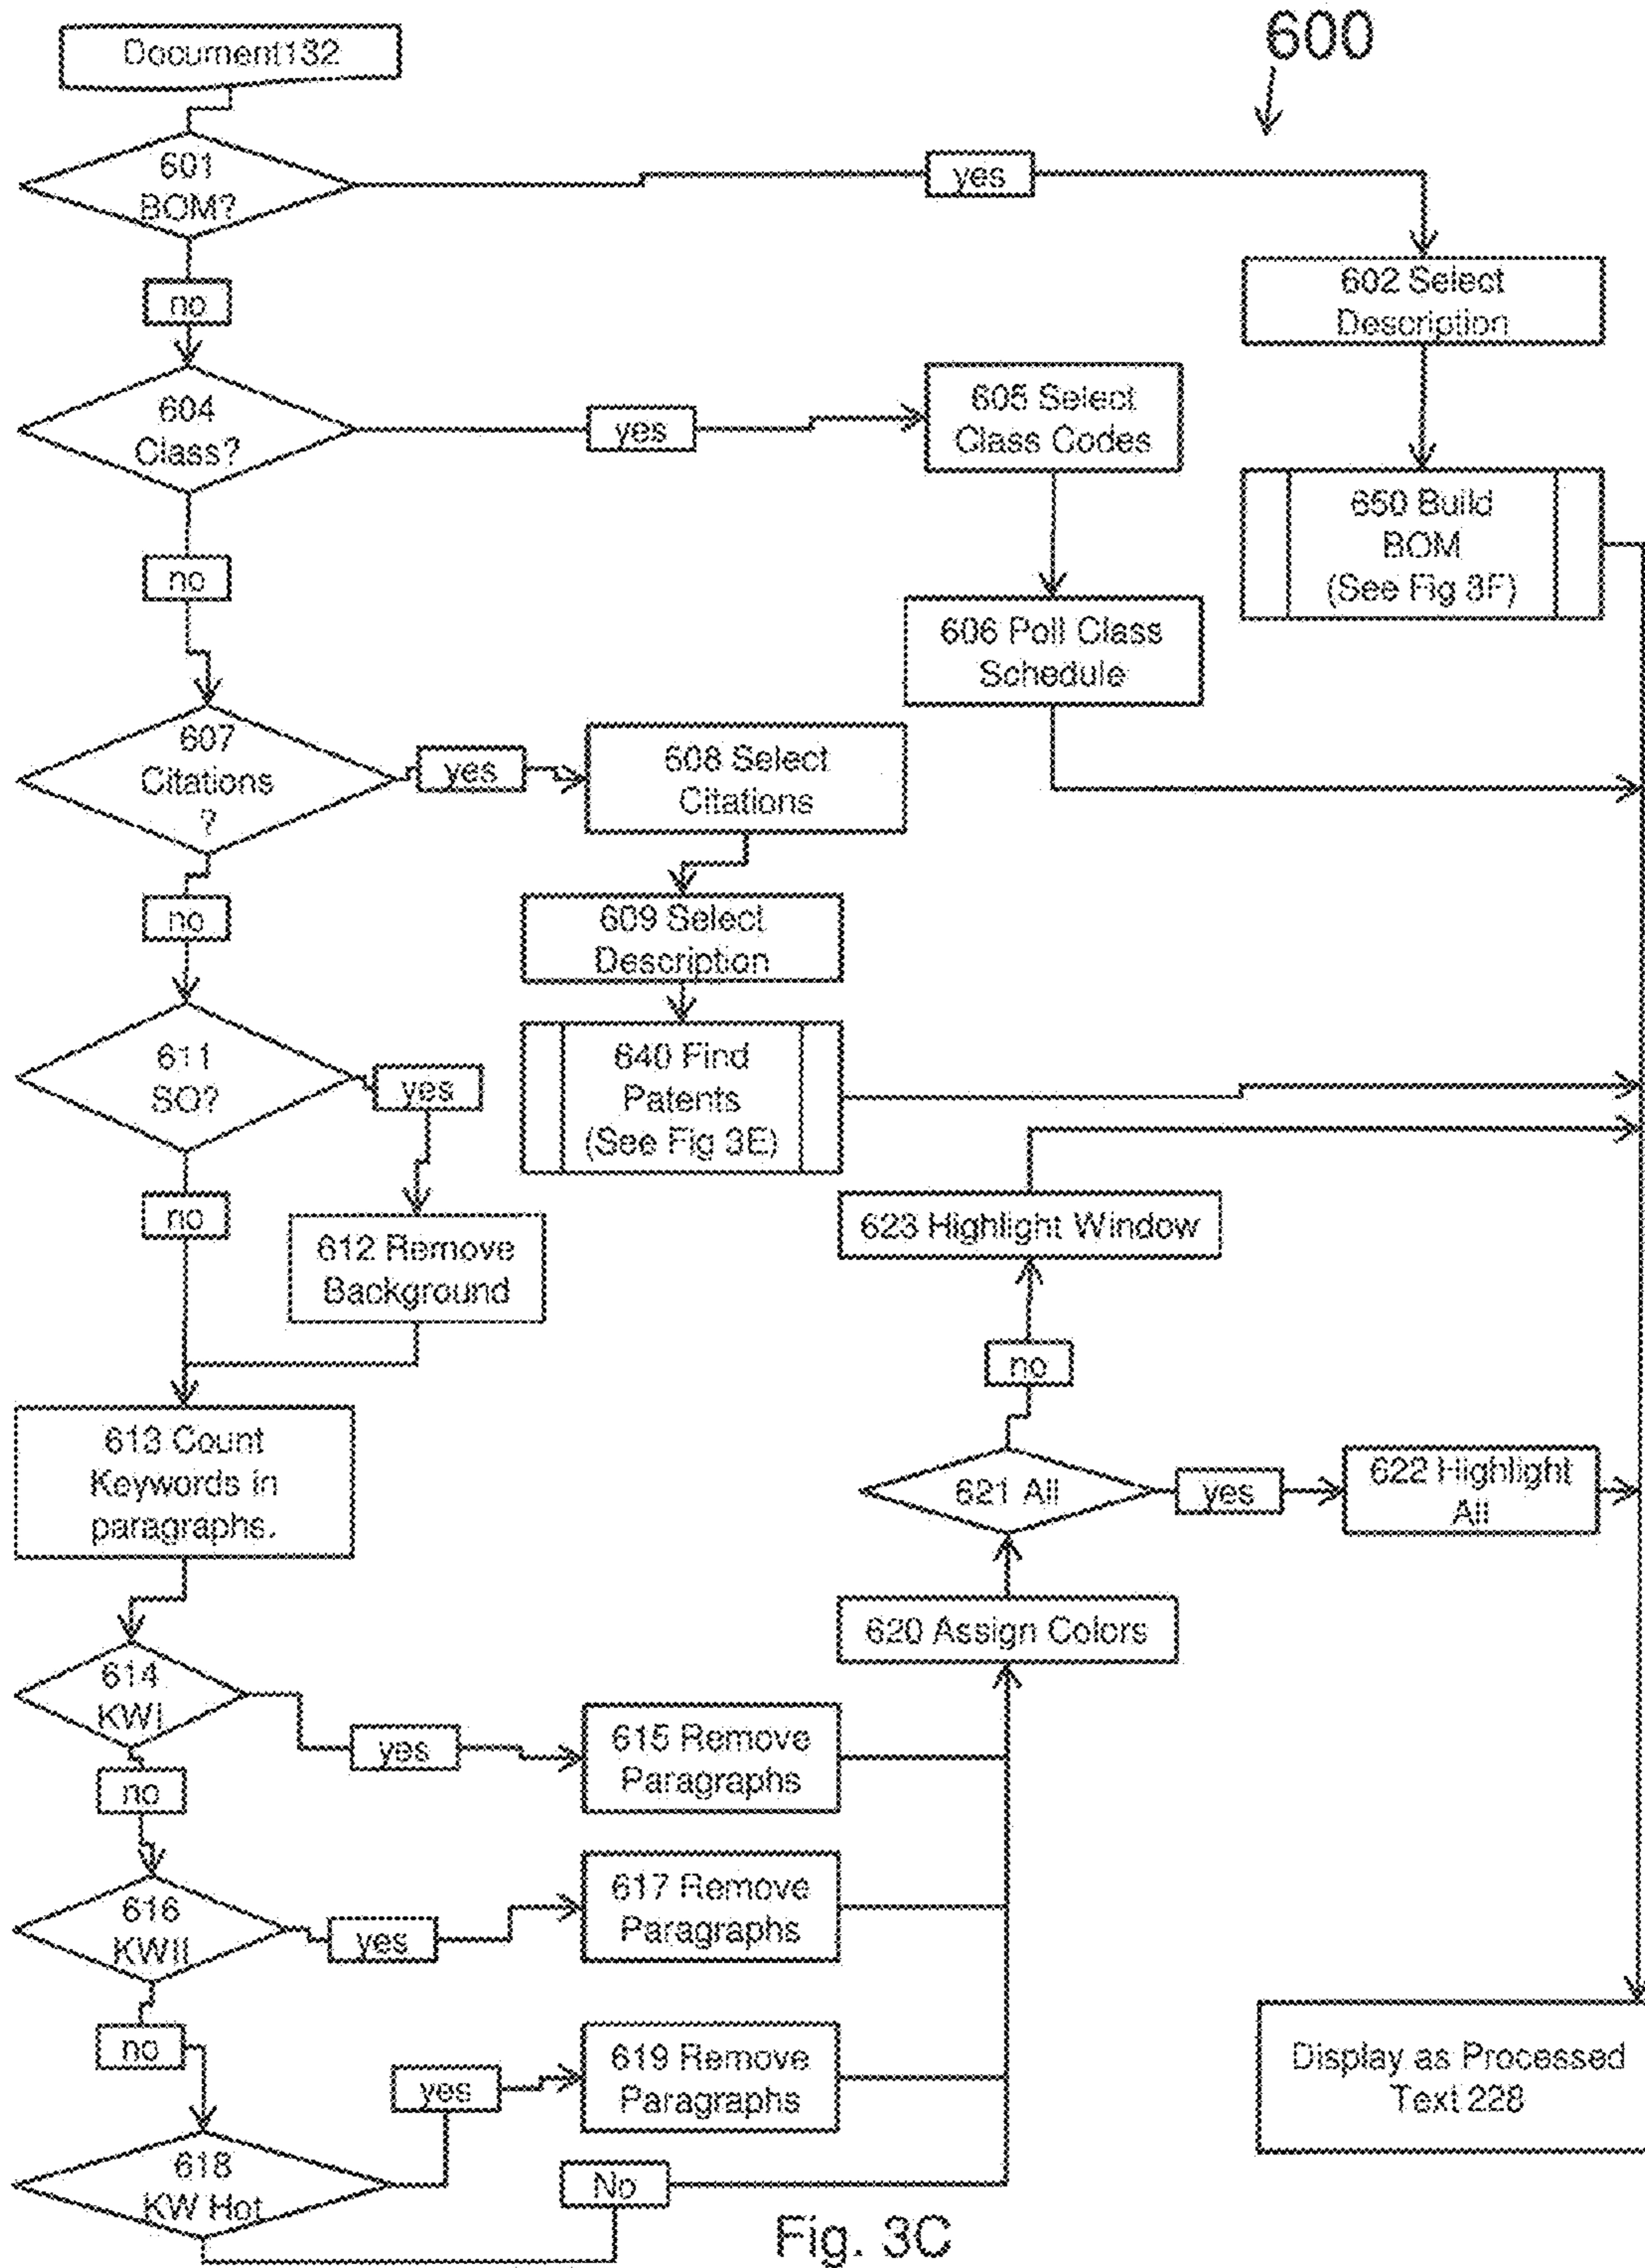 600
Document132
601
BOM?
yes
no
602 Select
Description
604
Class?
yes
605 Select
Class Codes
650 Build
BOM
(See Fig 3F)
no
606 Poll Class
Schedule
607
Citations
?
yes
608 Select
Citations
no
609 Select
Description
611
SO?
yes
640 Find
Patents
(See Fig 3E)
no
612 Remove
Background
623 Highlight Window
no
613 Count
Keywords in
paragraphs.
621 All
yes
622 Highlight
All
620 Assign Colors
614
KWI
yes
615 Remove
Paragraphs
no
616
KWII
yes
617 Remove
Paragraphs
no
yes
619 Remove
Paragraphs
Display as Processed
Text 228
618
KW Hot
No
Fig. 3C